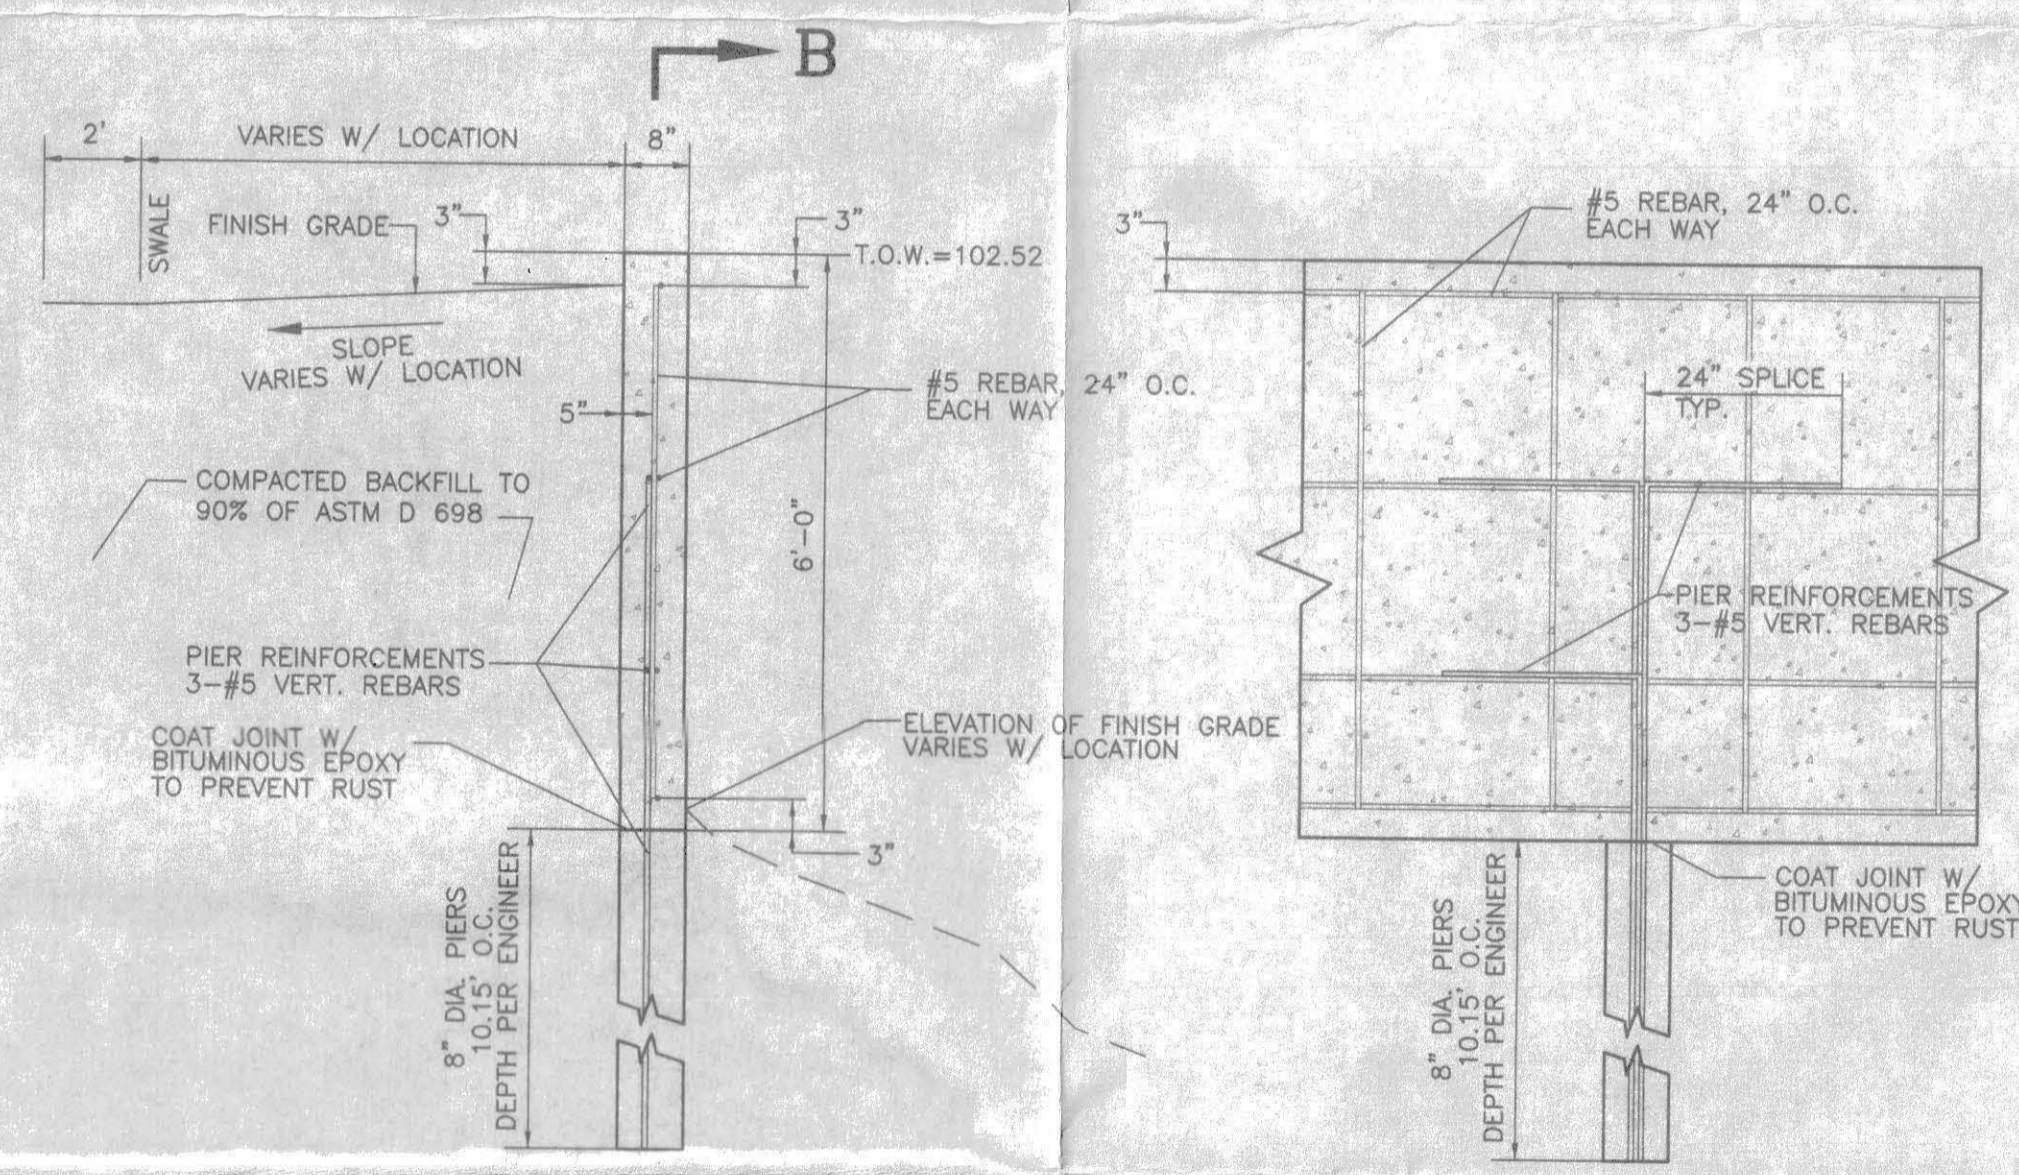 B
2'
VARIES W/ LOCATION
8"
SWALE
FINISH GRADE
3"
3"
T.O.W.=102.52
SLOPE
VARIES W/ LOCATION
5"
#5 REBAR, 24" O.C.
EACH WAY
COMPACTED BACKFILL TO
90% OF ASTM D 698
6'-0"
PIER REINFORCEMENTS
3-#5 VERT. REBARS
COAT JOINT W/
BITUMINOUS EPOXY
TO PREVENT RUST
ELEVATION OF FINISH GRADE
VARIES W/ LOCATION
3"
8" DIA. PIERS
10.15' O.C.
DEPTH PER ENGINEER
3"
#5 REBAR, 24" O.C.
EACH WAY
24" SPLICE
TYP.
PIER REINFORCEMENTS
3-#5 VERT. REBARS
COAT JOINT W/
BITUMINOUS EPOXY
TO PREVENT RUST
8" DIA. PIERS
10.15' O.C.
DEPTH PER ENGINEER